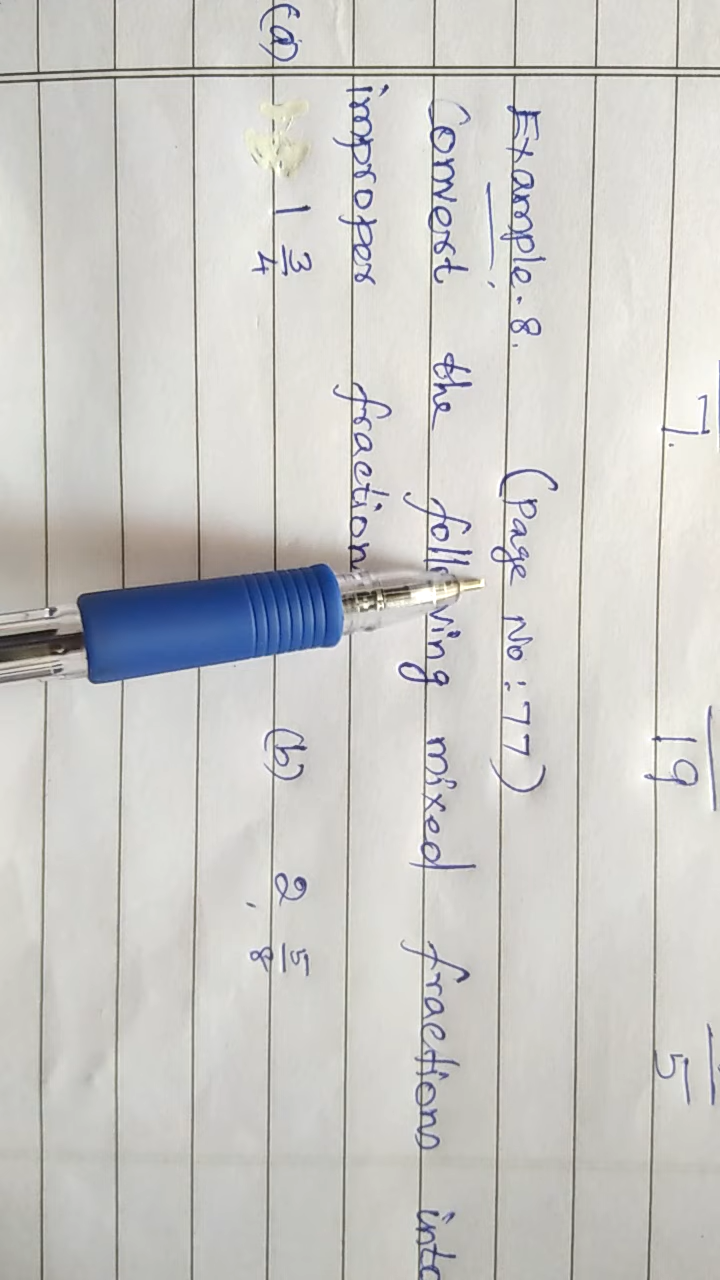 7. 19 5
Example-8. (Page No: 77)
Convert the following mixed fractions into
improper fraction
(a) 1 3/4 (b) 2 5/8